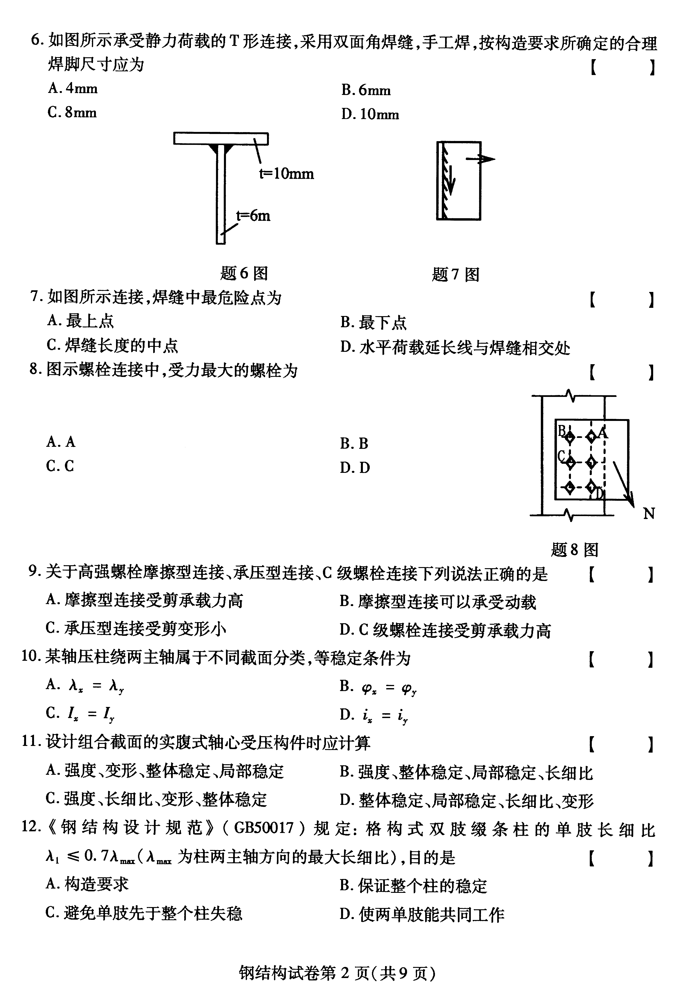 6. 如图所示承受静力荷载的T形连接,采用双面角焊缝,手工焊,按构造要求所确定的合理
焊脚尺寸应为 【 】
A. 4mm B. 6mm
C. 8mm D. 10mm
t=10mm
t=6m
题6图 题7图
7. 如图所示连接,焊缝中最危险点为 【 】
A. 最上点 B. 最下点
C. 焊缝长度的中点 D. 水平荷载延长线与焊缝相交处
8. 图示螺栓连接中,受力最大的螺栓为 【 】
B A
A. A B. B
C
C. C D. D
D
N
题8图
9. 关于高强螺栓摩擦型连接、承压型连接、C级螺栓连接下列说法正确的是 【 】
A. 摩擦型连接受剪承载力高 B. 摩擦型连接可以承受动载
C. 承压型连接受剪变形小 D. C级螺栓连接受剪承载力高
10. 某轴压柱绕两主轴属于不同截面分类,等稳定条件为 【 】
A. λx = λy B. φx = φy
C. Ix = Iy D. ix = iy
11. 设计组合截面的实腹式轴心受压构件时应计算 【 】
A. 强度、变形、整体稳定、局部稳定 B. 强度、整体稳定、局部稳定、长细比
C. 强度、长细比、变形、整体稳定 D. 整体稳定、局部稳定、长细比、变形
12.《钢结构设计规范》(GB50017)规定:格构式双肢缀条柱的单肢长细比
λ1 ≤ 0.7λmax(λmax 为柱两主轴方向的最大长细比),目的是 【 】
A. 构造要求 B. 保证整个柱的稳定
C. 避免单肢先于整个柱失稳 D. 使两单肢能共同工作
钢结构试卷第 2 页(共 9 页)